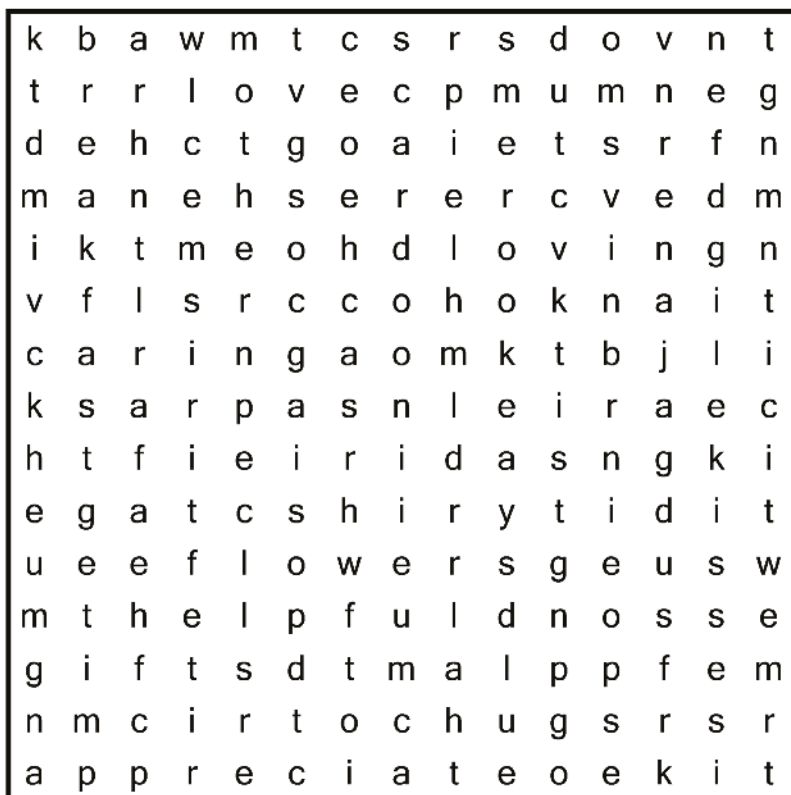 k b a w m t c s r s d o v n t
t r r l o v e c p m u m n e g
d e h c t g o a i e t s r f n
m a n e h s e r e r c v e d m
i k t m e o h d l o v i n g n
v f l s r c c o h o k n a i t
c a r i n g a o m k t b j l i
k s a r p a s n l e i r a e c
h t f i e i r i d a s n g k i
e g a t c s h i r y t i d i t
u e e f l o w e r s g e u s w
m t h e l p f u l d n o s s e
g i f t s d t m a l p p f e m
n m c i r t o c h u g s r s r
a p p r e c i a t e o e k i t